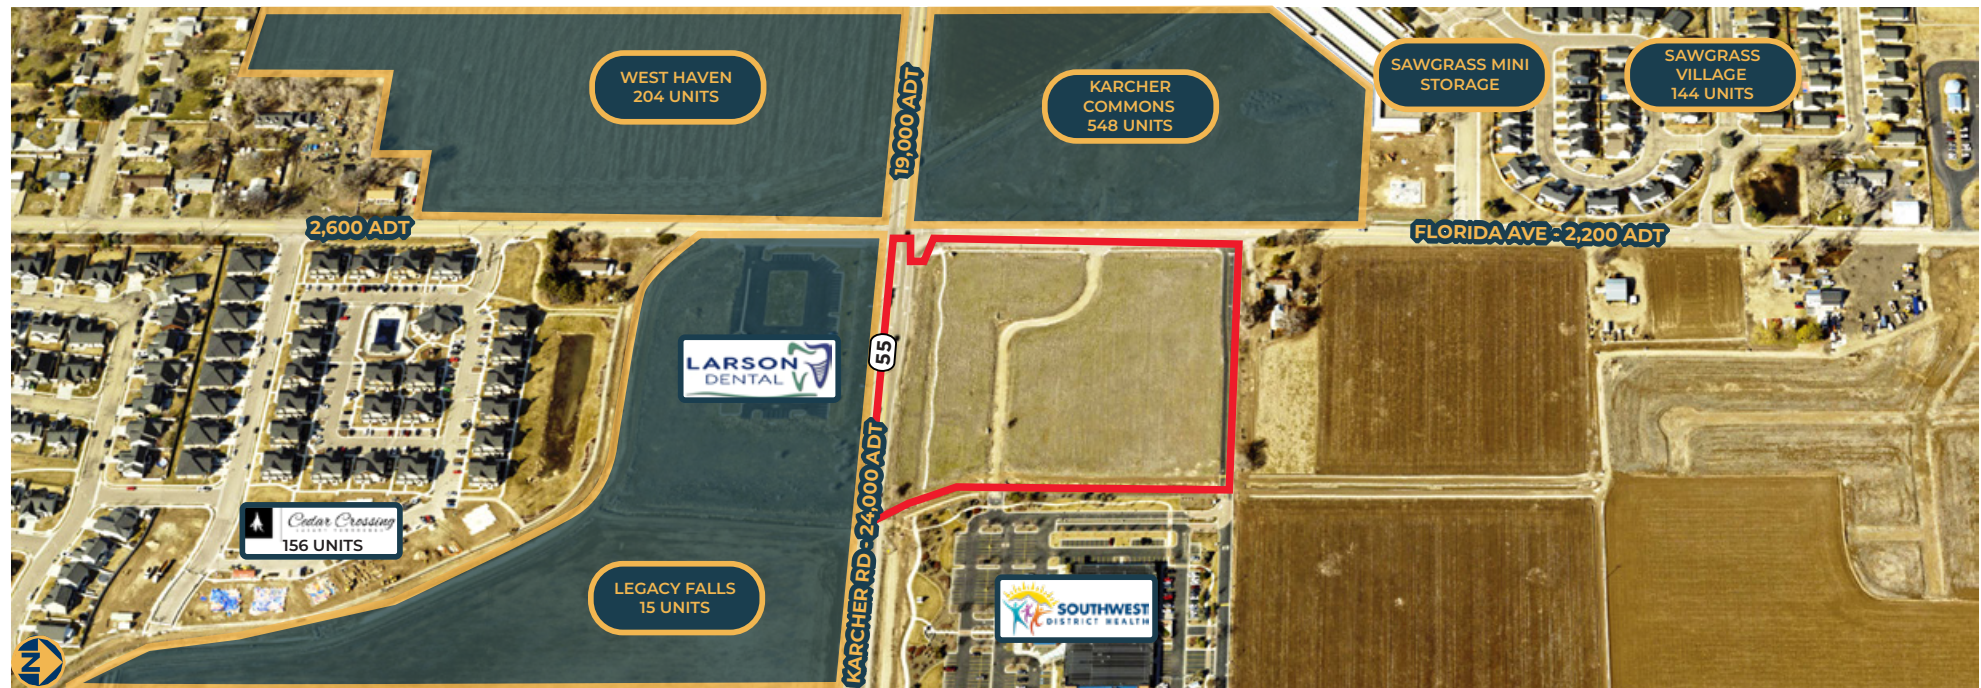 WEST HAVEN
204 UNITS
19,000 ADT
KARCHER
COMMONS
548 UNITS
SAWGRASS MINI
STORAGE
SAWGRASS
VILLAGE
144 UNITS
2,600 ADT
FLORIDA AVE - 2,200 ADT
LARSON
DENTAL
55
KARCHER RD - 24,000 ADT
Cedar Crossing
156 UNITS
LEGACY FALLS
15 UNITS
SOUTHWEST
DISTRICT HEALTH
N